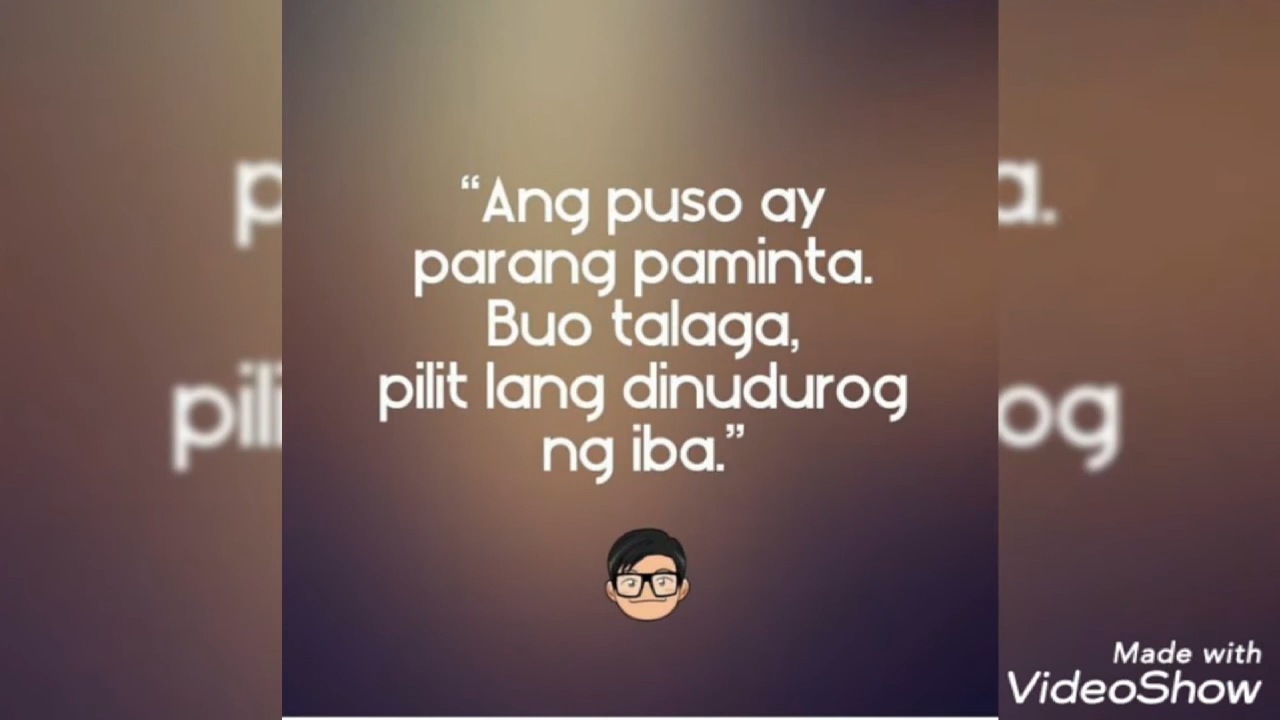 “Ang puso ay
parang paminta.
Buo talaga,
pilit lang dinudurog
ng iba.”
Made with
VideoShow